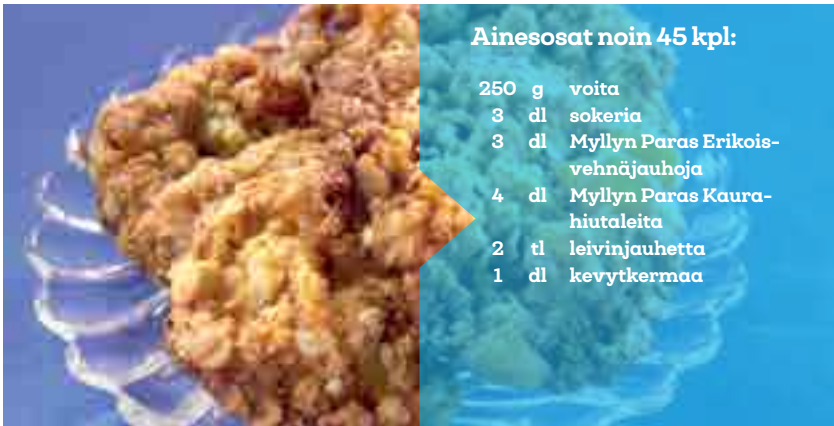 Ainesosat noin 45 kpl:
250 g voita
3 dl sokeria
3 dl Myllyn Paras Erikois-
vehnäjauhoja
4 dl Myllyn Paras Kaura-
hiutaleita
2 tl leivinjauhetta
1 dl kevytkermaa